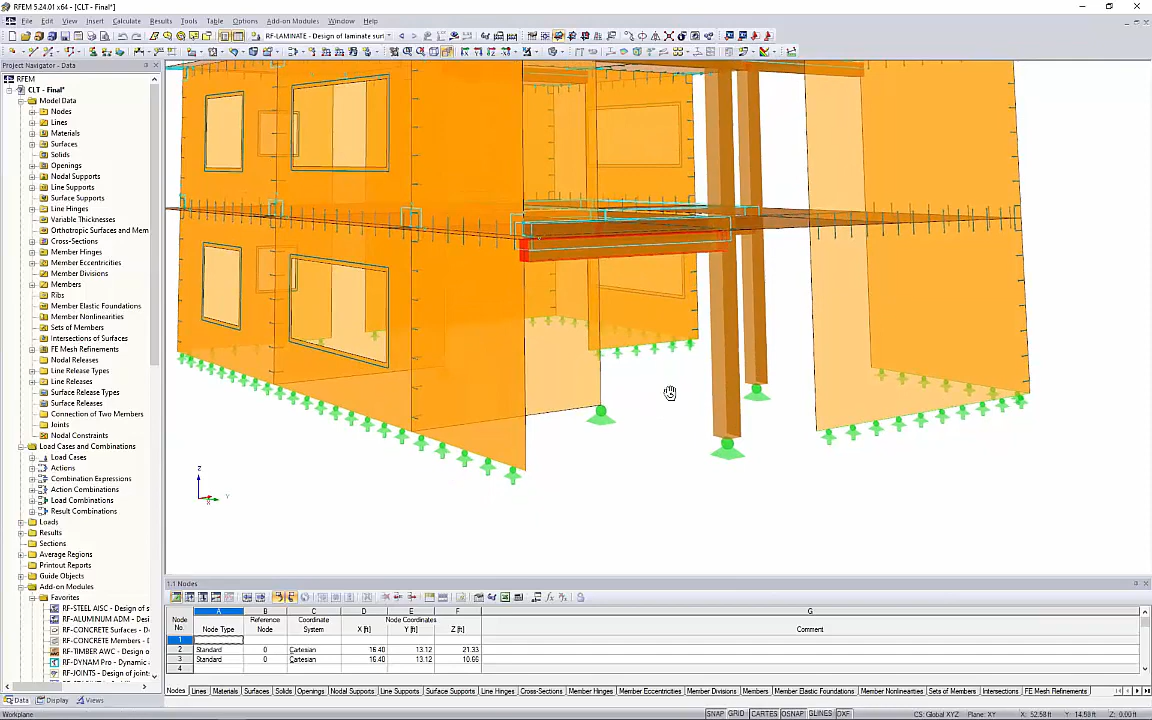 RFEM 5.24.01 x64 - [CLT - Final*]
File Edit View Insert Calculate Results Tools Table Options Add-on Modules Window Help
RF-LAMINATE - Design of laminate sur
Project Navigator - Data
RFEM
CLT - Final*
Model Data
Nodes
Lines
Materials
Surfaces
Solids
Openings
Nodal Supports
Line Supports
Surface Supports
Line Hinges
Variable Thicknesses
Orthotropic Surfaces and Mem
Cross-Sections
Member Hinges
Member Eccentricities
Member Divisions
Members
Ribs
Member Elastic Foundations
Member Nonlinearities
Sets of Members
Intersections of Surfaces
FE Mesh Refinements
Nodal Releases
Line Release Types
Line Releases
Surface Release Types
Surface Releases
Connection of Two Members
Joints
Nodal Constraints
Load Cases and Combinations
Load Cases
Actions
Combination Expressions
Action Combinations
Load Combinations
Result Combinations
Loads
Results
Sections
Average Regions
Printout Reports
Guide Objects
Add-on Modules
Favorites
RF-STEEL AISC - Design of s
RF-ALUMINUM ADM - Desig
RF-CONCRETE Surfaces - D
RF-CONCRETE Members - D
RF-TIMBER AWC - Design o
RF-DYNAM Pro - Dynamic
RF-JOINTS - Design of joint
Data Display Views
Z
Y
1.1 Nodes
A B C D E F G
Node No. Node Type Reference Node Coordinate System Node Coordinates X [ft] Y [ft] Z [ft] Comment
1
2 Standard 0 Cartesian 16.40 13.12 21.33
3 Standard 0 Cartesian 16.40 13.12 10.66
4
Nodes Lines Materials Surfaces Solids Openings Nodal Supports Line Supports Surface Supports Line Hinges Cross-Sections Member Hinges Member Eccentricities Member Divisions Members Member Elastic Foundations Member Nonlinearities Sets of Members Intersections FE Mesh Refinements
Workplane SNAP GRID CARTES OSNAP GLINES DXF CS: Global XYZ Plane: XY X: 52.58 ft Y: 14.58 ft Z: 0.00 ft